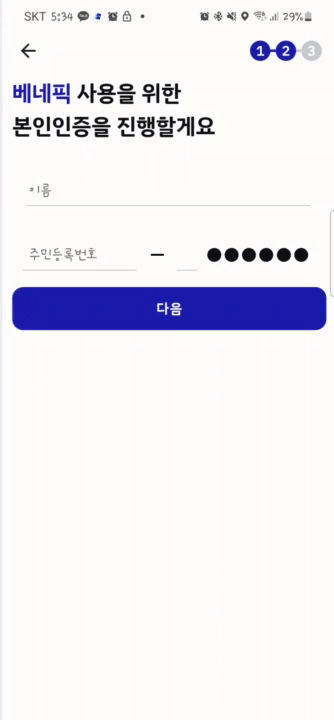 SKT 5:34 29%
1 2 3
베네픽 사용을 위한
본인인증을 진행할게요
이름
주민등록번호 — ●●●●●●
다음